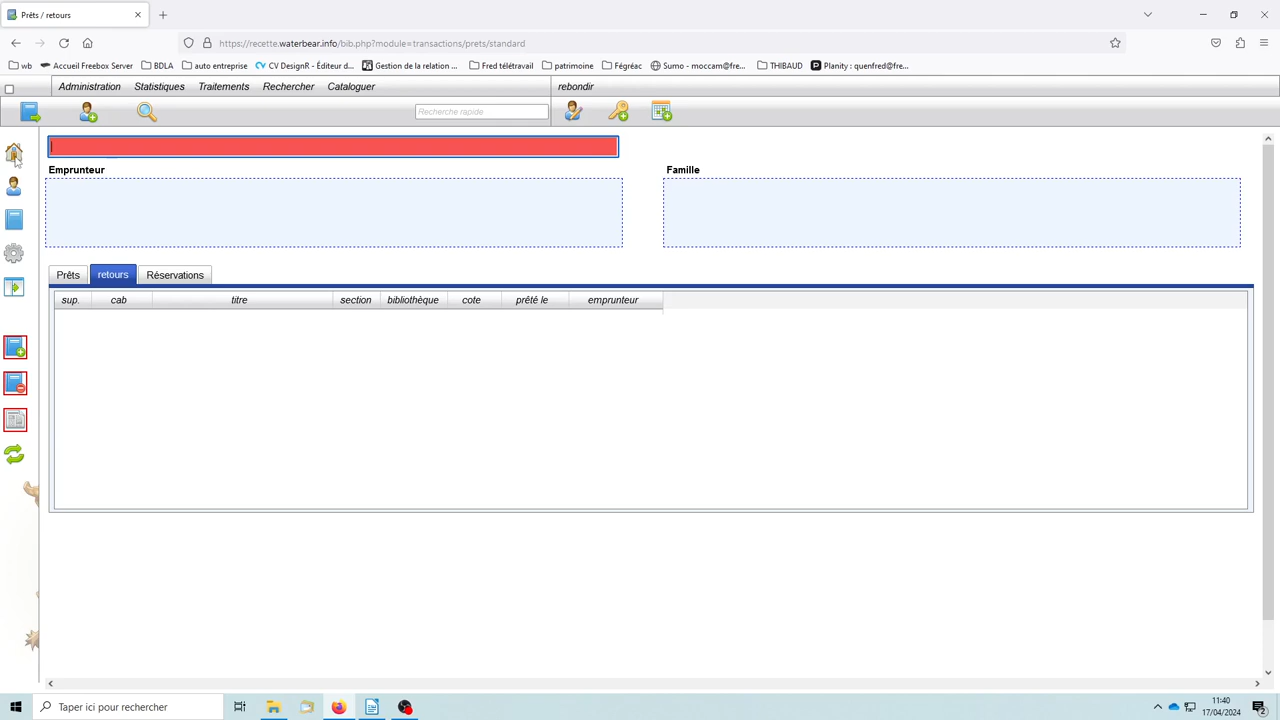 Prêts / retours
https://recette.waterbear.info/bib.php?module=transactions/prets/standard
wb Accueil Freebox Server BDLA auto entreprise CV DesignR - Éditeur d... Gestion de la relation ... Fred télétravail patrimoine Fégréac Sumo - moccam@fre... THIBAUD Planity : quenfred@fre...
Administration Statistiques Traitements Rechercher Cataloguer rebondir
Recherche rapide
Emprunteur Famille
Prêts retours Réservations
sup. cab titre section bibliothèque cote prêté le emprunteur
Taper ici pour rechercher
11:40
17/04/2024
2